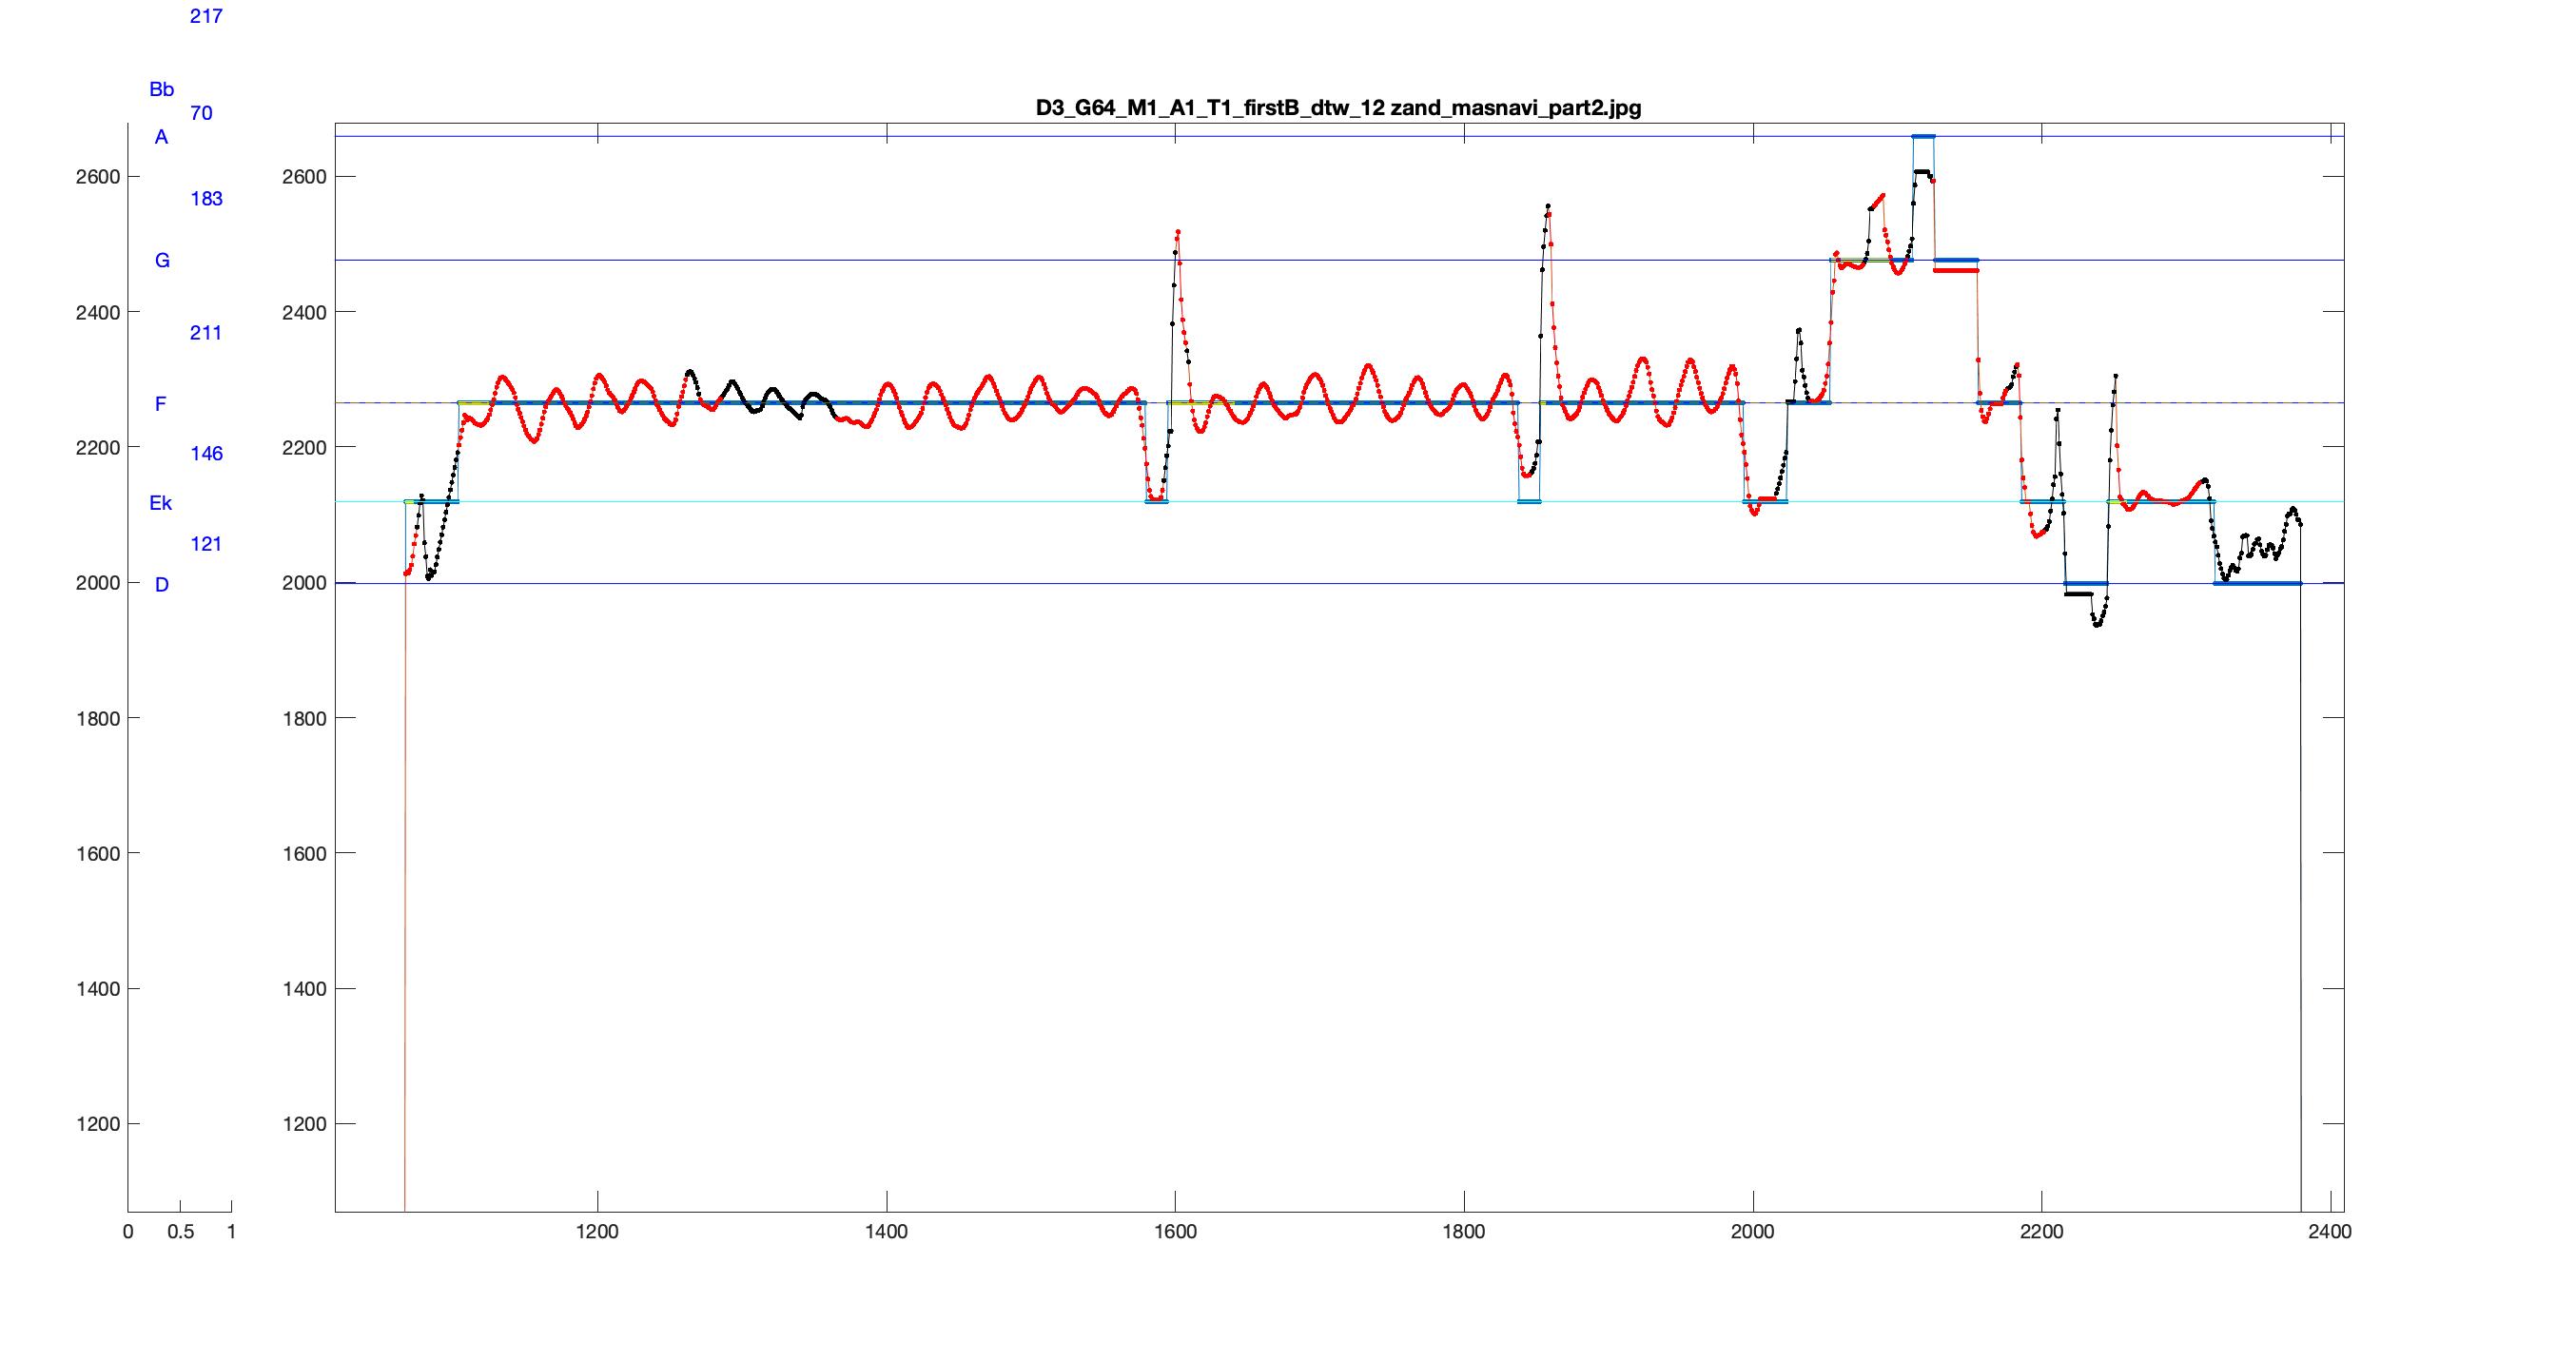 217
Bb
70
D3_G64_M1_A1_T1_firstB_dtw_12 zand_masnavi_part2.jpg
A
183
2600 2600
G
2400 2400
211
F
2200 2200
146
Ek
121
2000 2000
D
1800 1800
1600 1600
1400 1400
1200 1200
0 0.5 1 1200 1400 1600 1800 2000 2200 2400